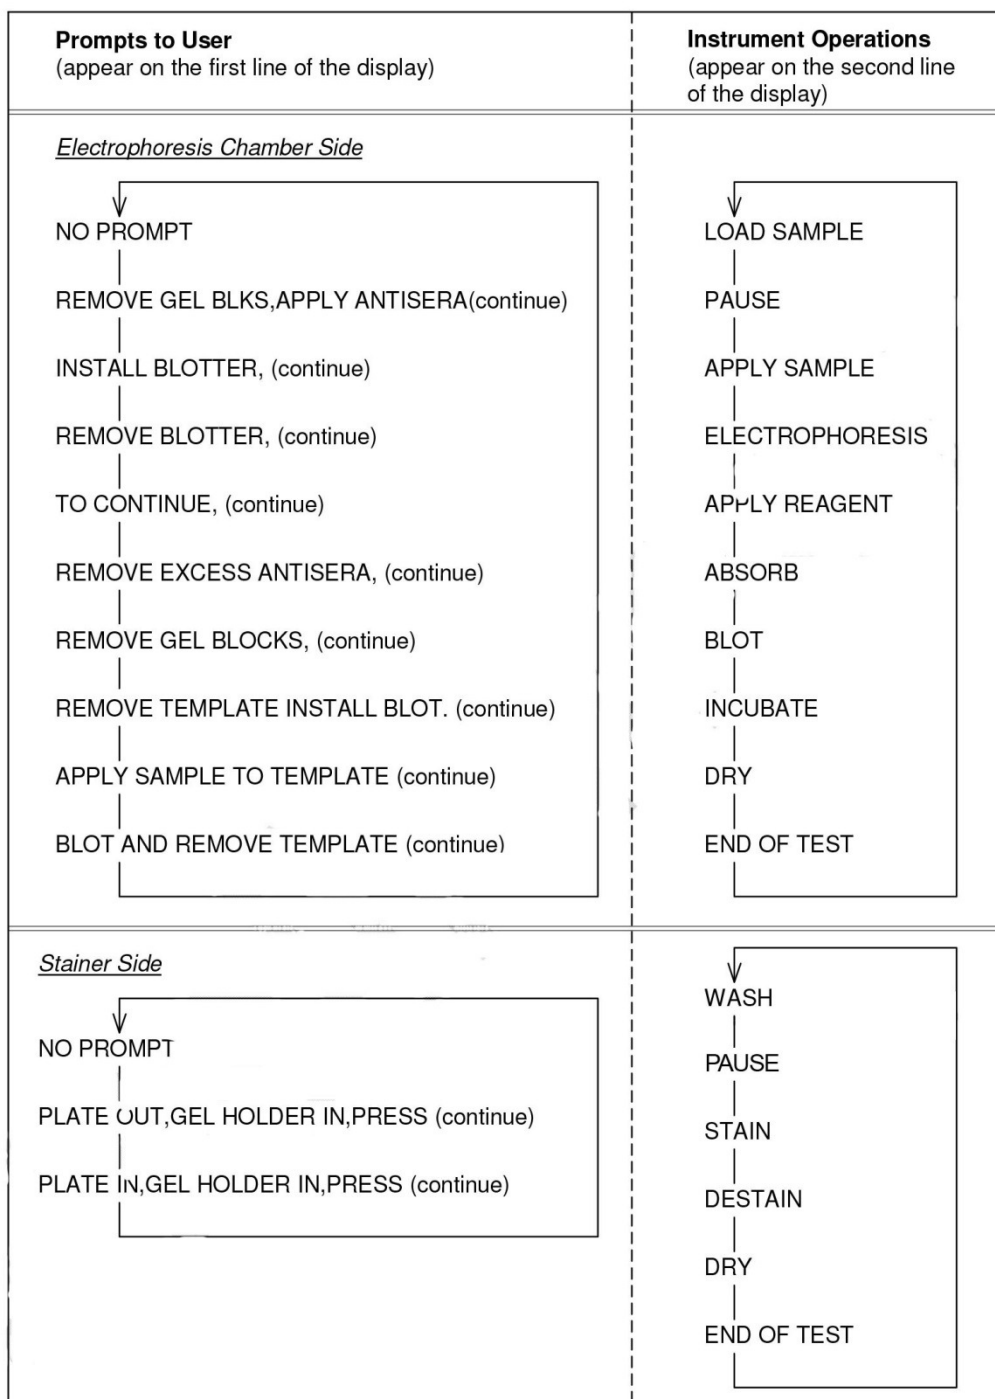 Prompts to User
(appear on the first line of the display)
Instrument Operations
(appear on the second line
of the display)
Electrophoresis Chamber Side
NO PROMPT
REMOVE GEL BLKS,APPLY ANTISERA(continue)
INSTALL BLOTTER, (continue)
REMOVE BLOTTER, (continue)
TO CONTINUE, (continue)
REMOVE EXCESS ANTISERA, (continue)
REMOVE GEL BLOCKS, (continue)
REMOVE TEMPLATE INSTALL BLOT. (continue)
APPLY SAMPLE TO TEMPLATE (continue)
BLOT AND REMOVE TEMPLATE (continue)
LOAD SAMPLE
PAUSE
APPLY SAMPLE
ELECTROPHORESIS
APPLY REAGENT
ABSORB
BLOT
INCUBATE
DRY
END OF TEST
Stainer Side
NO PROMPT
PLATE OUT,GEL HOLDER IN,PRESS (continue)
PLATE IN,GEL HOLDER IN,PRESS (continue)
WASH
PAUSE
STAIN
DESTAIN
DRY
END OF TEST